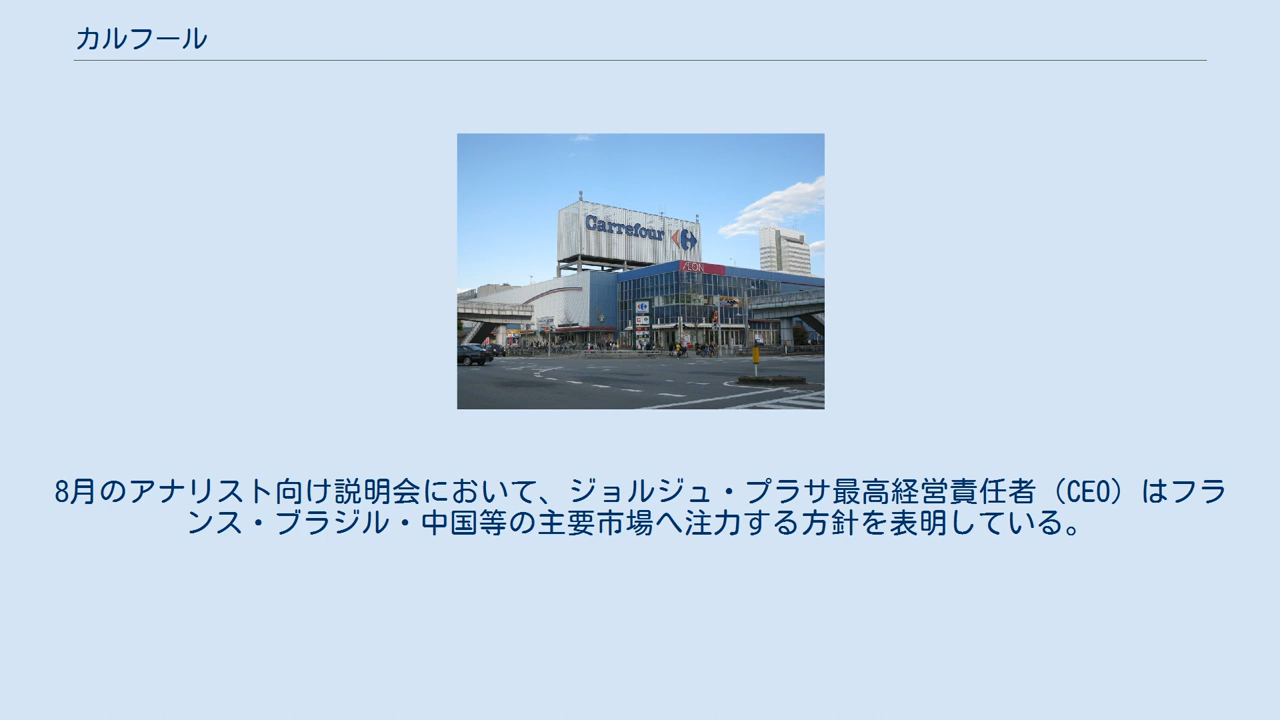 カルフール
Carrefour
ÆON
8月のアナリスト向け説明会において、ジョルジュ・プラサ最高経営責任者（CEO）はフラ
ンス・ブラジル・中国等の主要市場へ注力する方針を表明している。